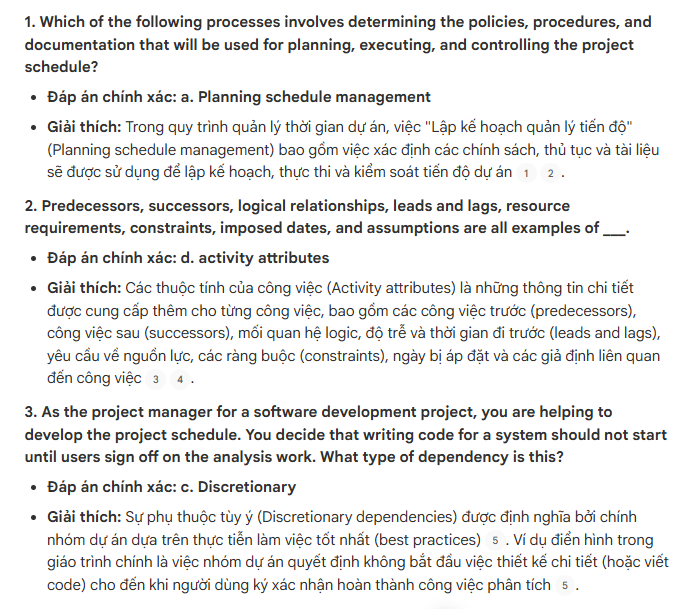 1. Which of the following processes involves determining the policies, procedures, and
documentation that will be used for planning, executing, and controlling the project
schedule?
• Đáp án chính xác: a. Planning schedule management
• Giải thích: Trong quy trình quản lý thời gian dự án, việc "Lập kế hoạch quản lý tiến độ"
(Planning schedule management) bao gồm việc xác định các chính sách, thủ tục và tài liệu
sẽ được sử dụng để lập kế hoạch, thực thi và kiểm soát tiến độ dự án 1 2 .
2. Predecessors, successors, logical relationships, leads and lags, resource
requirements, constraints, imposed dates, and assumptions are all examples of ___.
• Đáp án chính xác: d. activity attributes
• Giải thích: Các thuộc tính của công việc (Activity attributes) là những thông tin chi tiết
được cung cấp thêm cho từng công việc, bao gồm các công việc trước (predecessors),
công việc sau (successors), mối quan hệ logic, độ trễ và thời gian đi trước (leads and lags),
yêu cầu về nguồn lực, các ràng buộc (constraints), ngày bị áp đặt và các giả định liên quan
đến công việc 3 4 .
3. As the project manager for a software development project, you are helping to
develop the project schedule. You decide that writing code for a system should not start
until users sign off on the analysis work. What type of dependency is this?
• Đáp án chính xác: c. Discretionary
• Giải thích: Sự phụ thuộc tùy ý (Discretionary dependencies) được định nghĩa bởi chính
nhóm dự án dựa trên thực tiễn làm việc tốt nhất (best practices) 5 . Ví dụ điển hình trong
giáo trình chính là việc nhóm dự án quyết định không bắt đầu việc thiết kế chi tiết (hoặc viết
code) cho đến khi người dùng ký xác nhận hoàn thành công việc phân tích 5 .